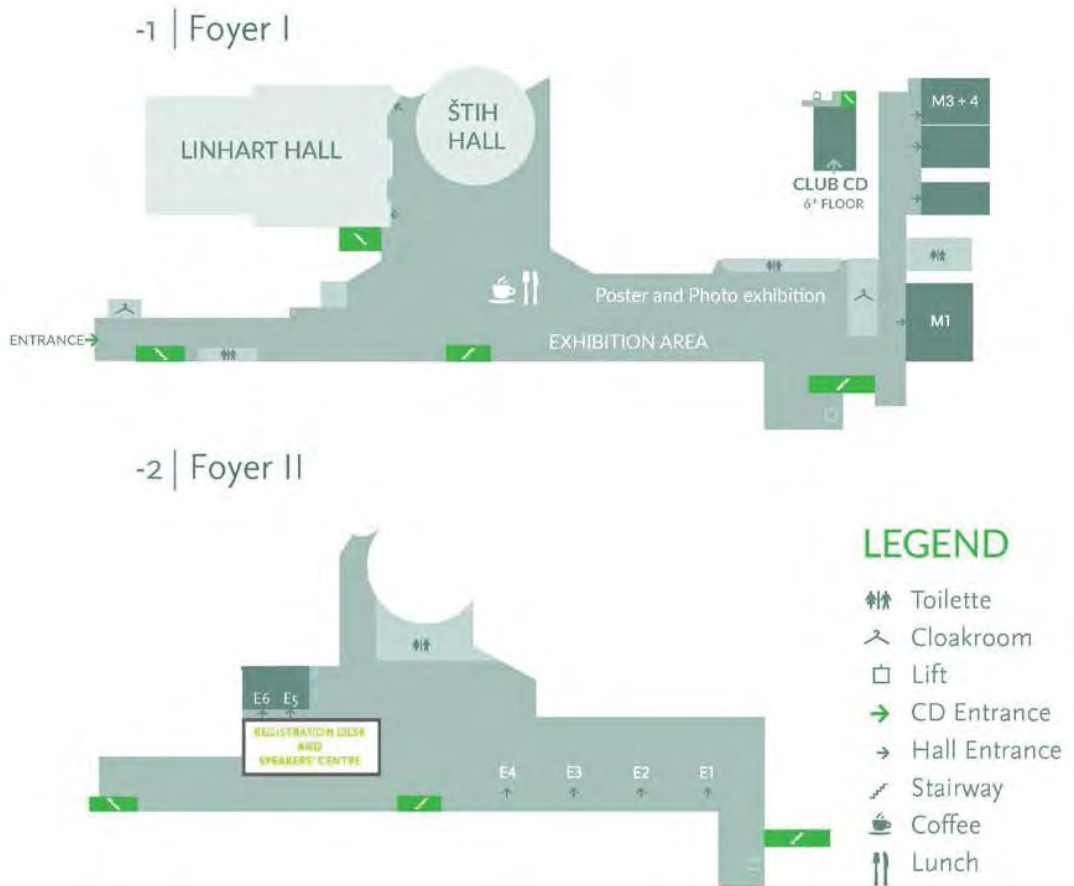 -1 | Foyer I
LINHART HALL
ŠTIH
HALL
M3 + 4
CLUB CD
6ᵗ FLOOR
Poster and Photo exhibition
M1
ENTRANCE
EXHIBITION AREA
-2 | Foyer II
E6 E5
REGISTRATION DESK
AND
SPEAKERS' CENTRE
E4 E3 E2 E1
LEGEND
Toilette
Cloakroom
Lift
CD Entrance
Hall Entrance
Stairway
Coffee
Lunch